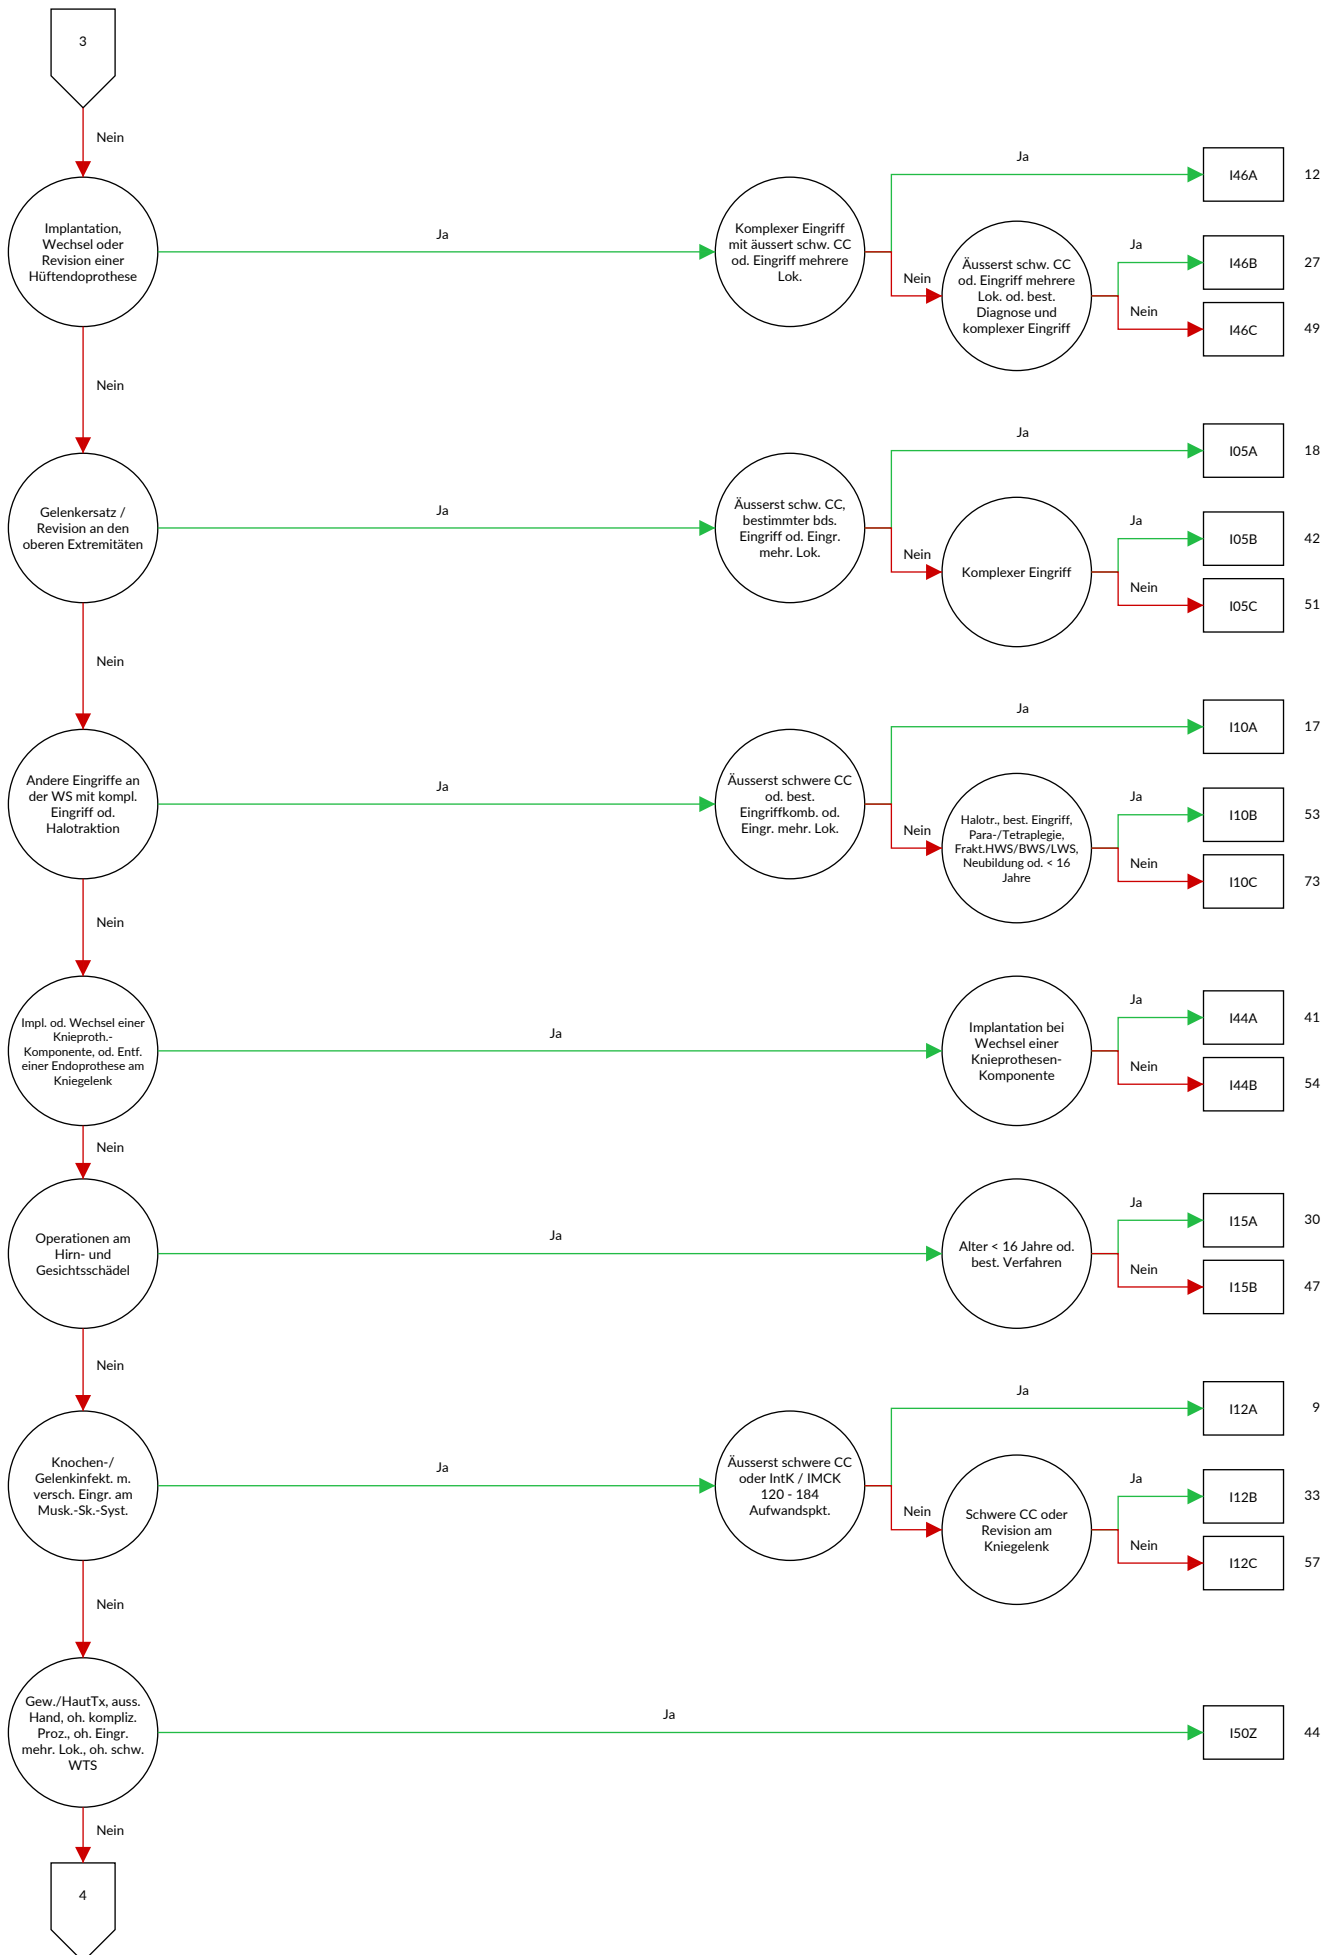 3
Nein
Implantation,
Wechsel oder
Revision einer
Hüftendoprothese
Ja
Komplexer Eingriff
mit äussert schw. CC
od. Eingriff mehrere
Lok.
Ja
I46A
12
Nein
Äusserst schw. CC
od. Eingriff mehrere
Lok. od. best.
Diagnose und
komplexer Eingriff
Ja
I46B
27
Nein
I46C
49
Nein
Gelenkersatz /
Revision an den
oberen Extremitäten
Ja
Äusserst schw. CC,
bestimmter bds.
Eingriff od. Eingr.
mehr. Lok.
Ja
I05A
18
Nein
Komplexer Eingriff
Ja
I05B
42
Nein
I05C
51
Nein
Andere Eingriffe an
der WS mit kompl.
Eingriff od.
Halotraktion
Ja
Äusserst schwere CC
od. best.
Eingriffkomb. od.
Eingr. mehr. Lok.
Ja
I10A
17
Nein
Halotr., best. Eingriff,
Para-/Tetraplegie,
Frakt.HWS/BWS/LWS,
Neubildung od. < 16
Jahre
Ja
I10B
53
Nein
I10C
73
Nein
Impl. od. Wechsel einer
Knieproth.-
Komponente, od. Entf.
einer Endoprothese am
Kniegelenk
Ja
Implantation bei
Wechsel einer
Knieprothesen-
Komponente
Ja
I44A
41
Nein
I44B
54
Nein
Operationen am
Hirn- und
Gesichtsschädel
Ja
Alter < 16 Jahre od.
best. Verfahren
Ja
I15A
30
Nein
I15B
47
Nein
Knochen-/
Gelenkinfekt. m.
versch. Eingr. am
Musk.-Sk.-Syst.
Ja
Äusserst schwere CC
oder IntK / IMCK
120 - 184
Aufwandspkt.
Ja
I12A
9
Nein
Schwere CC oder
Revision am
Kniegelenk
Ja
I12B
33
Nein
I12C
57
Nein
Gew./HautTx, auss.
Hand, oh. kompliz.
Proz., oh. Eingr.
mehr. Lok., oh. schw.
WTS
Ja
I50Z
44
Nein
4